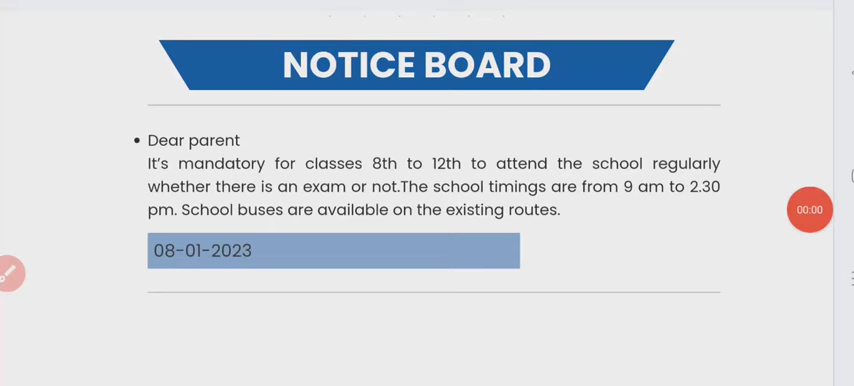 NOTICE BOARD
Dear parent
It's mandatory for classes 8th to 12th to attend the school regularly
whether there is an exam or not.The school timings are from 9 am to 2.30
pm. School buses are available on the existing routes.
00:00
08-01-2023